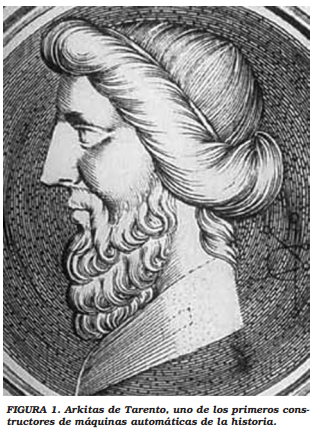 FIGURA 1. Arkitas de Tarento, uno de los primeros cons-
tructores de máquinas automáticas de la historia.